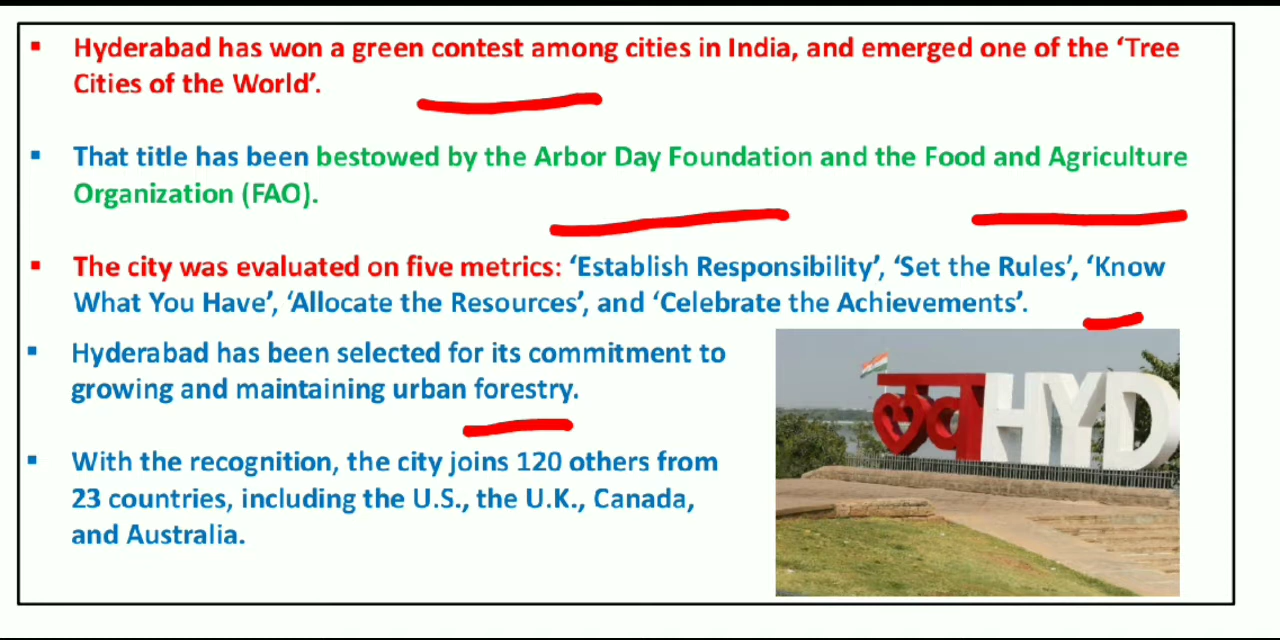 ▪ Hyderabad has won a green contest among cities in India, and emerged one of the ‘Tree
Cities of the World’.
▪ That title has been bestowed by the Arbor Day Foundation and the Food and Agriculture
Organization (FAO).
▪ The city was evaluated on five metrics: ‘Establish Responsibility’, ‘Set the Rules’, ‘Know
What You Have’, ‘Allocate the Resources’, and ‘Celebrate the Achievements’.
▪ Hyderabad has been selected for its commitment to
growing and maintaining urban forestry.
▪ With the recognition, the city joins 120 others from
23 countries, including the U.S., the U.K., Canada,
and Australia.
लव HYD